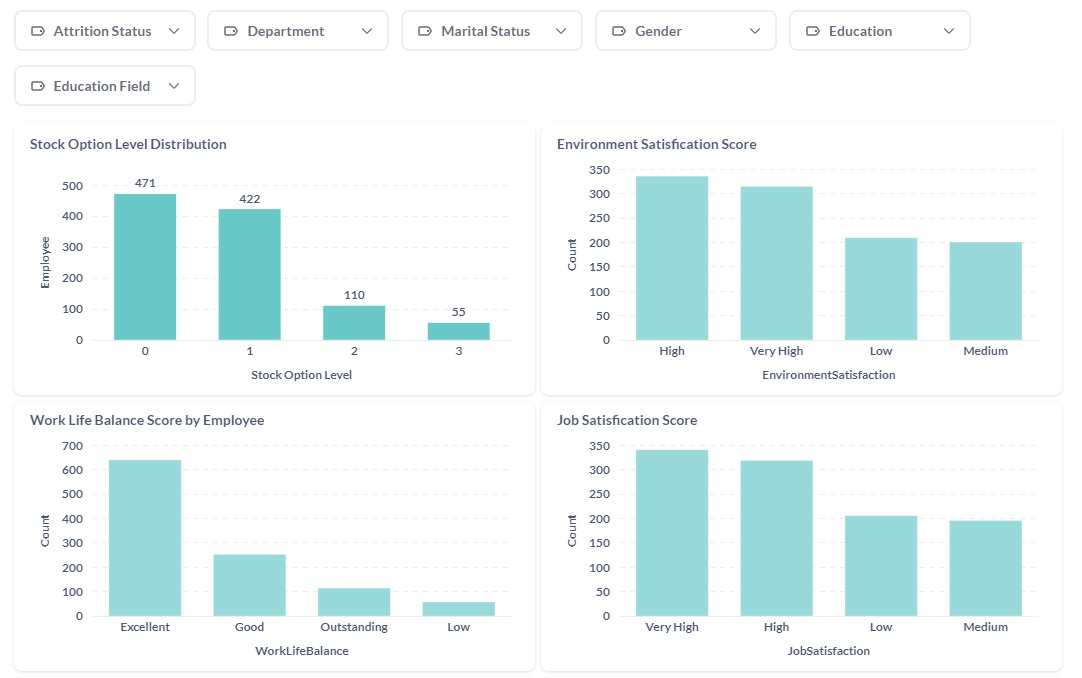 Attrition Status
Department
Marital Status
Gender
Education
Education Field
Stock Option Level Distribution
500
400
300
200
100
0
Employee
471
422
110
55
0 1 2 3
Stock Option Level
Environment Satisfication Score
350
300
250
200
150
100
50
0
Count
High Very High Low Medium
EnvironmentSatisfaction
Work Life Balance Score by Employee
700
600
500
400
300
200
100
0
Count
Excellent Good Outstanding Low
WorkLifeBalance
Job Satisfication Score
350
300
250
200
150
100
50
0
Count
Very High High Low Medium
JobSatisfaction